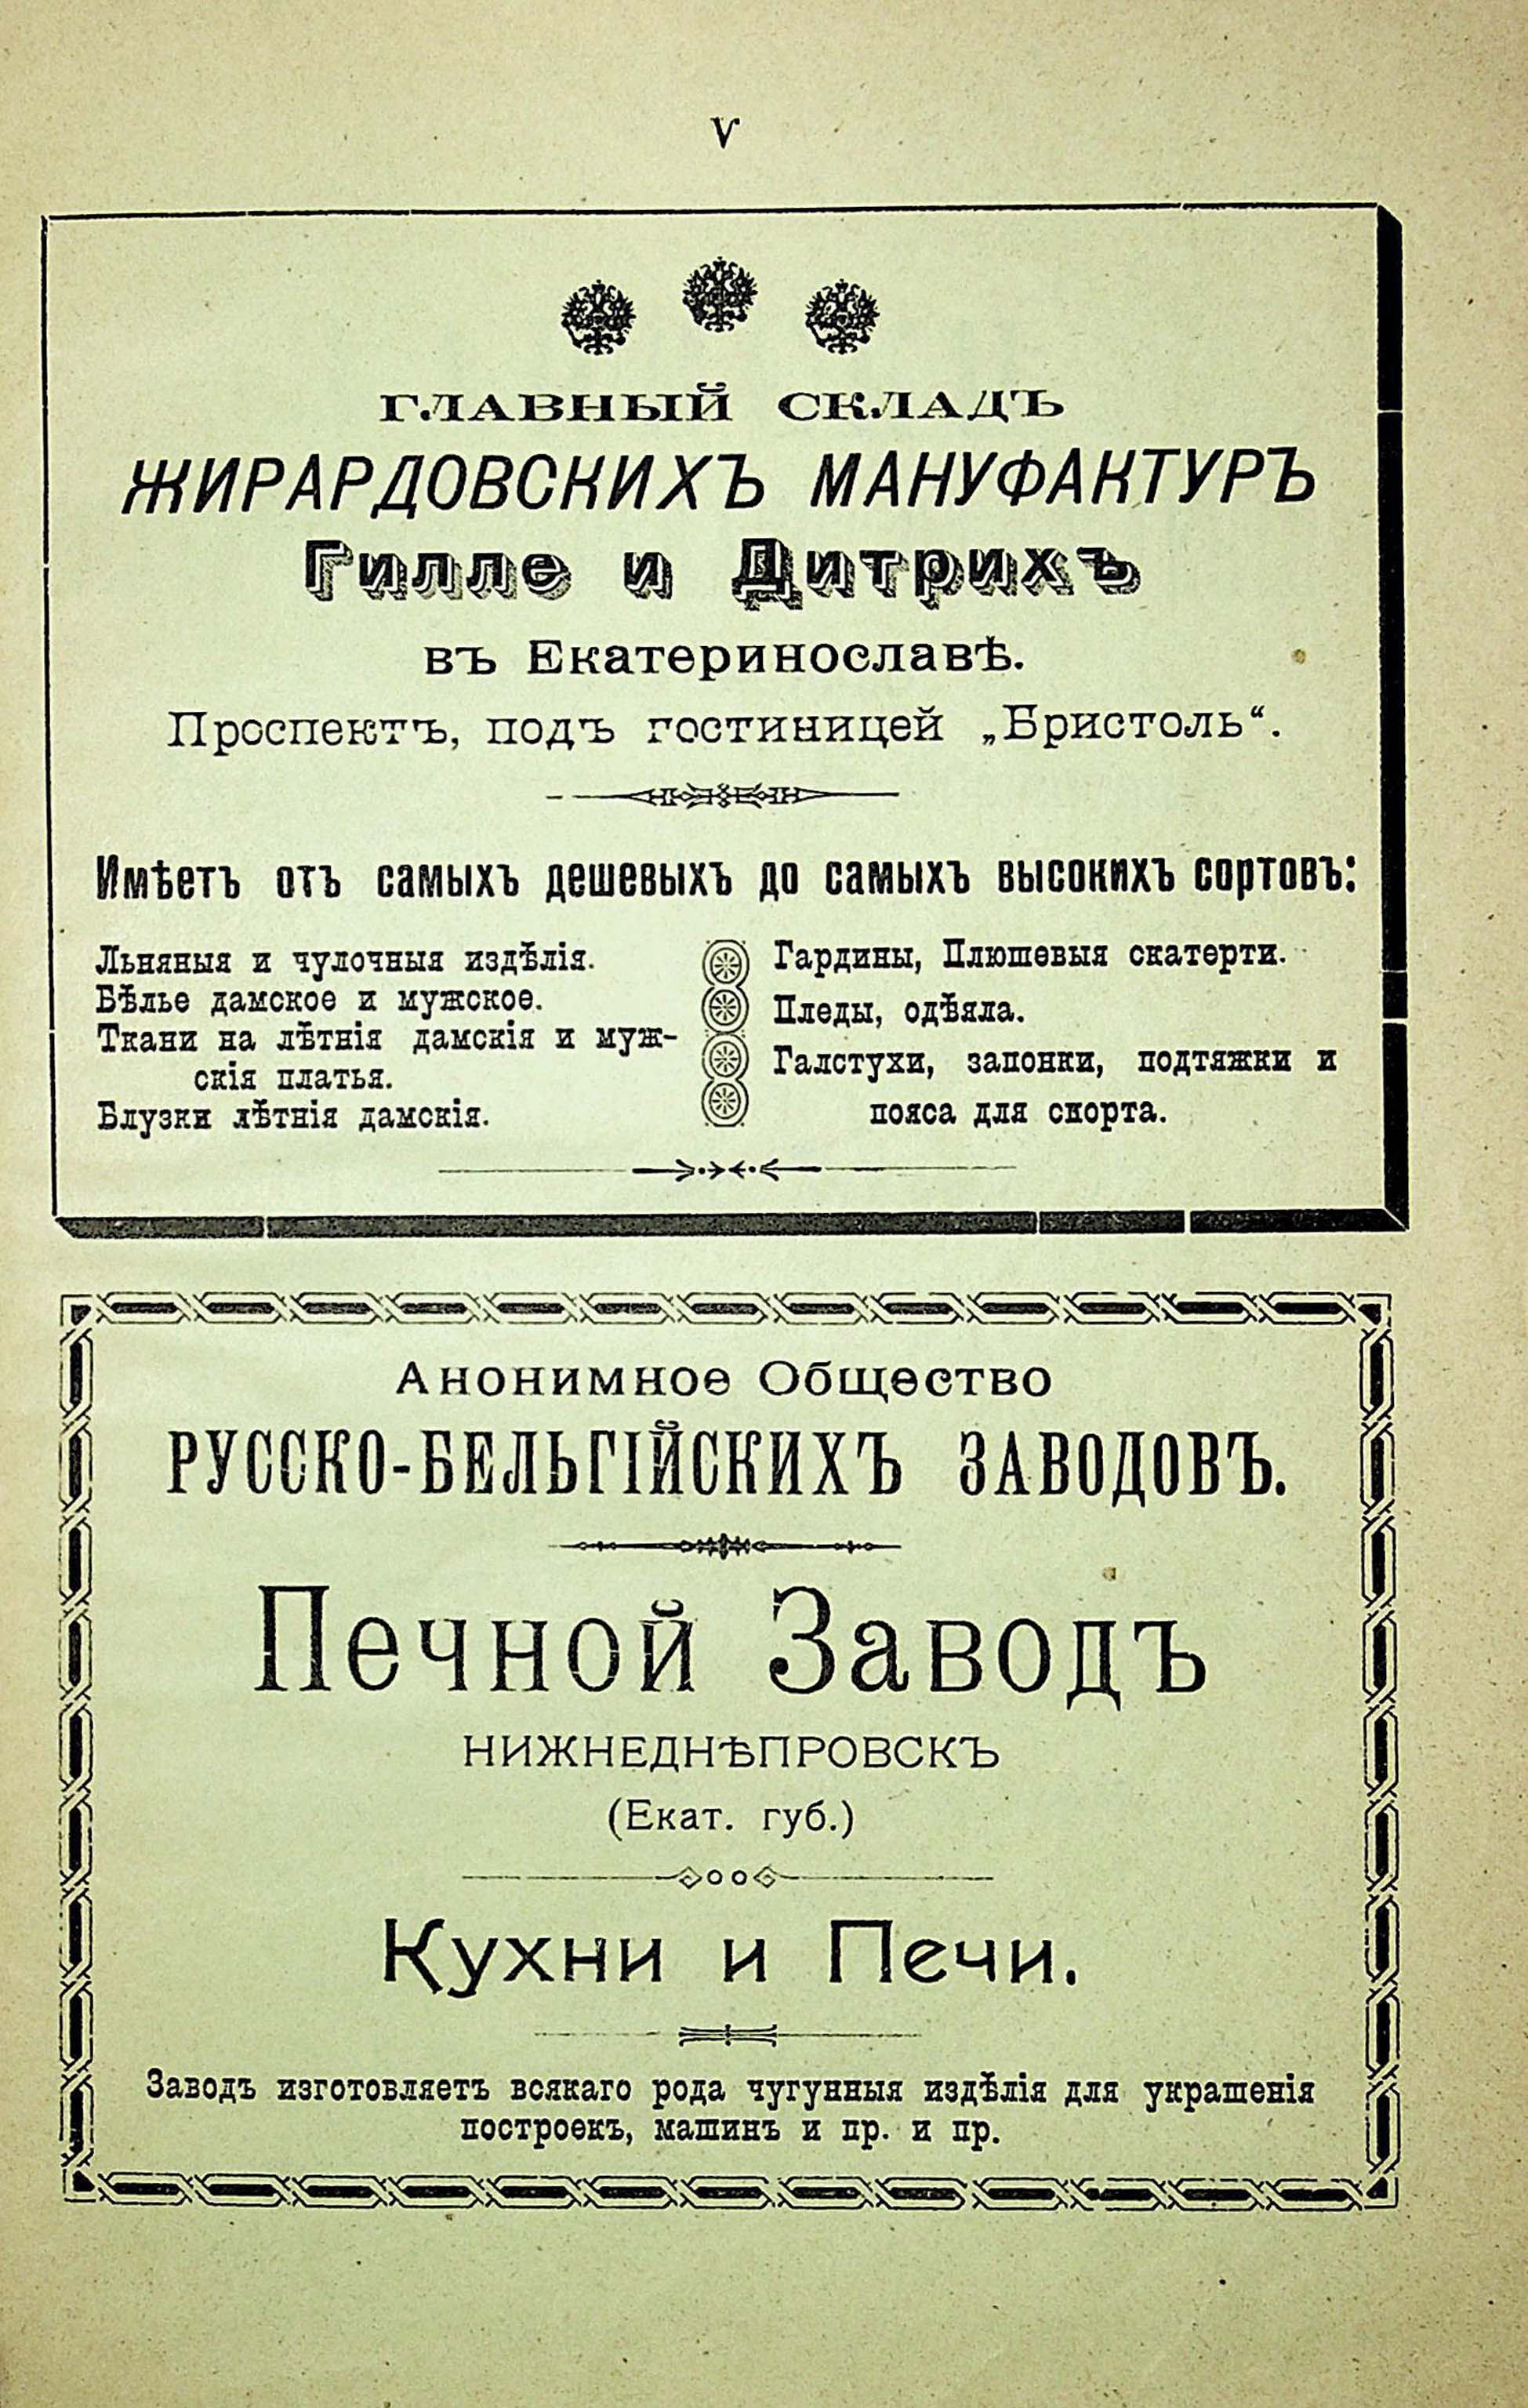 V
ГЛАВНЫЙ СКЛАДЪ
ЖИРАРДОВСКИХЪ МАНУФАКТУРЪ
Гилле и Дитрихъ
въ Екатеринославѣ.
Проспектъ, подъ гостиницей „Бристоль“.
Имѣетъ отъ самыхъ дешевыхъ до самыхъ высокихъ сортовъ:
Льняныя и чулочныя издѣлія.
Бѣлье дамское и мужское.
Ткани на лѣтнія дамскія и муж-
скія платья.
Блузки лѣтнія дамскія.
Гардины, Плюшевыя скатерти.
Пледы, одѣяла.
Галстухи, запонки, подтяжки и
пояса для спорта.
Анонимное Общество
РУССКО-БЕЛЬГІЙСКИХЪ ЗАВОДОВЪ.
Печной Заводъ
НИЖНЕДНѢПРОВСКЪ
(Екат. губ.)
Кухни и Печи.
Заводъ изготовляетъ всякаго рода чугунныя издѣлія для украшенія
построекъ, машинъ и пр. и пр.